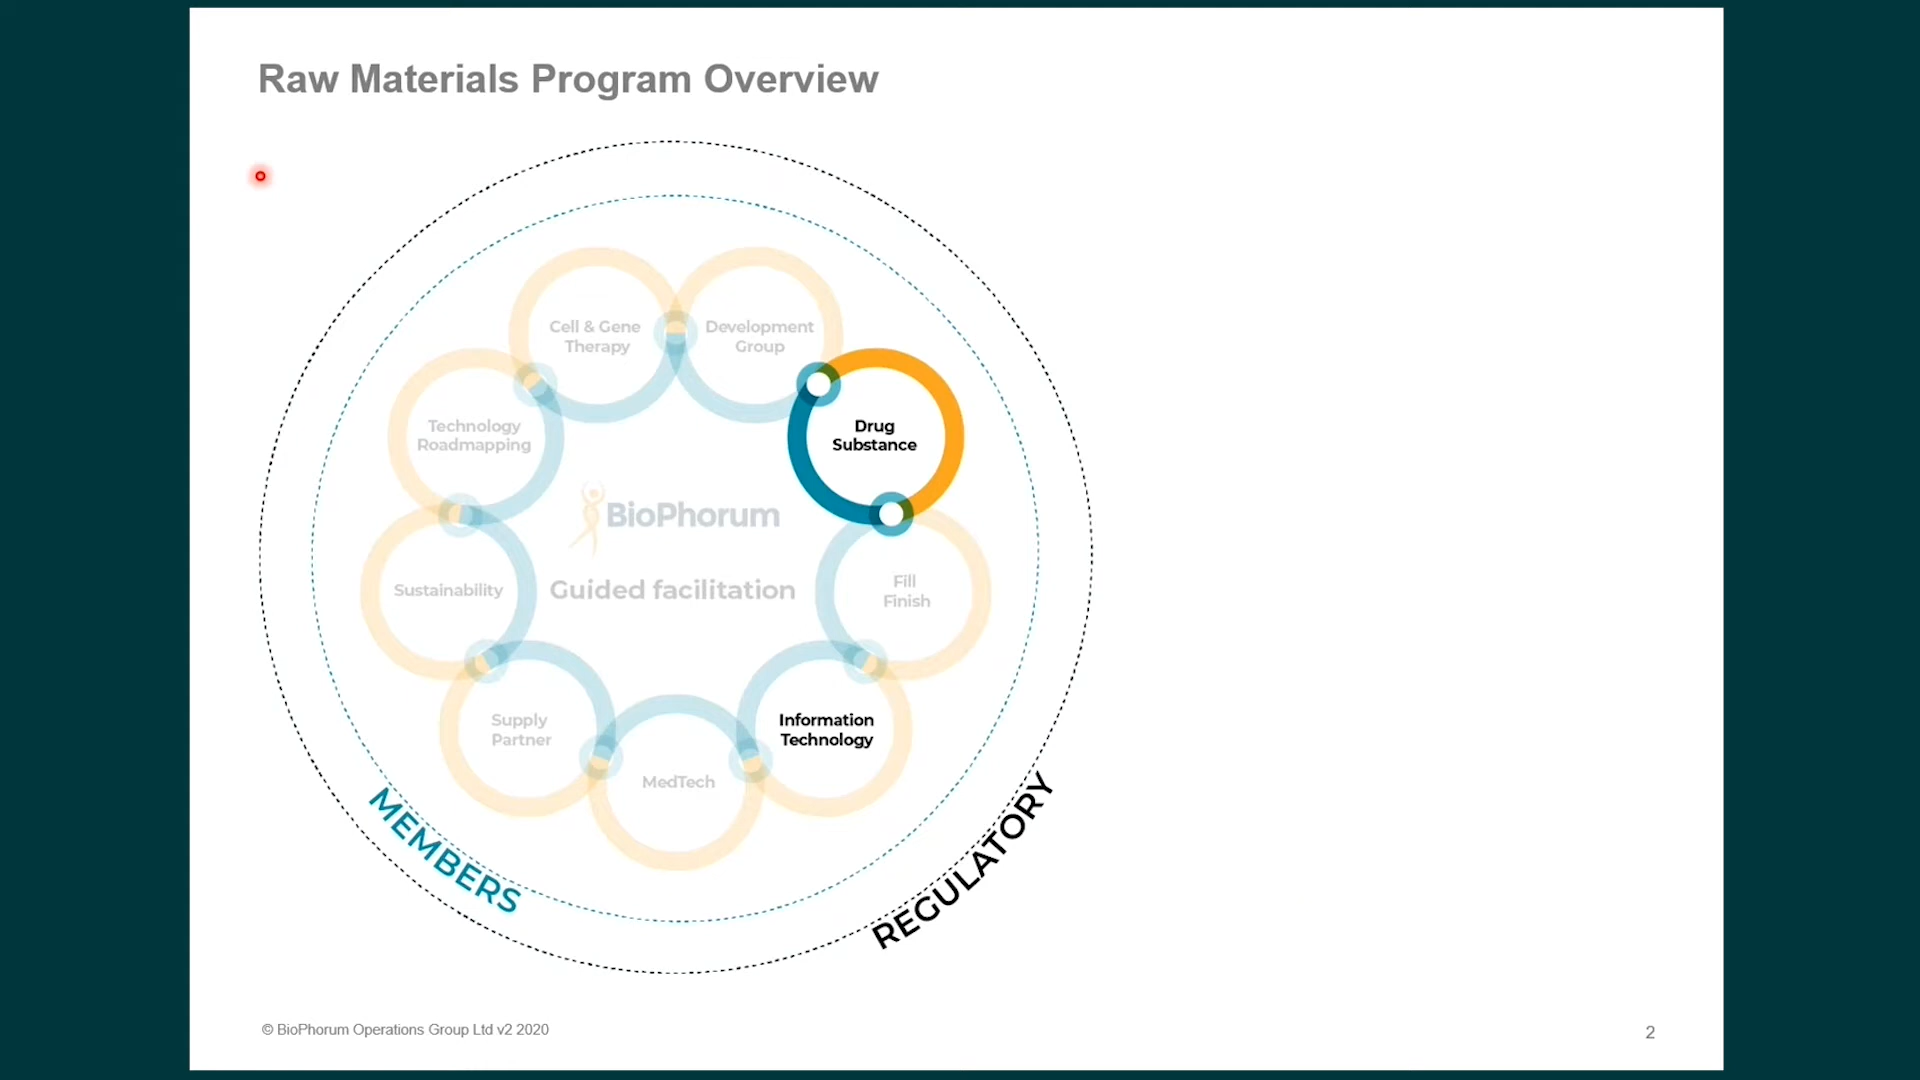 Raw Materials Program Overview
Cell & Gene
Therapy
Development
Group
Technology
Roadmapping
Drug
Substance
BioPhorum
Guided facilitation
Sustainability
Fill
Finish
Supply
Partner
MedTech
Information
Technology
MEMBERS
REGULATORY
© BioPhorum Operations Group Ltd v2 2020
2